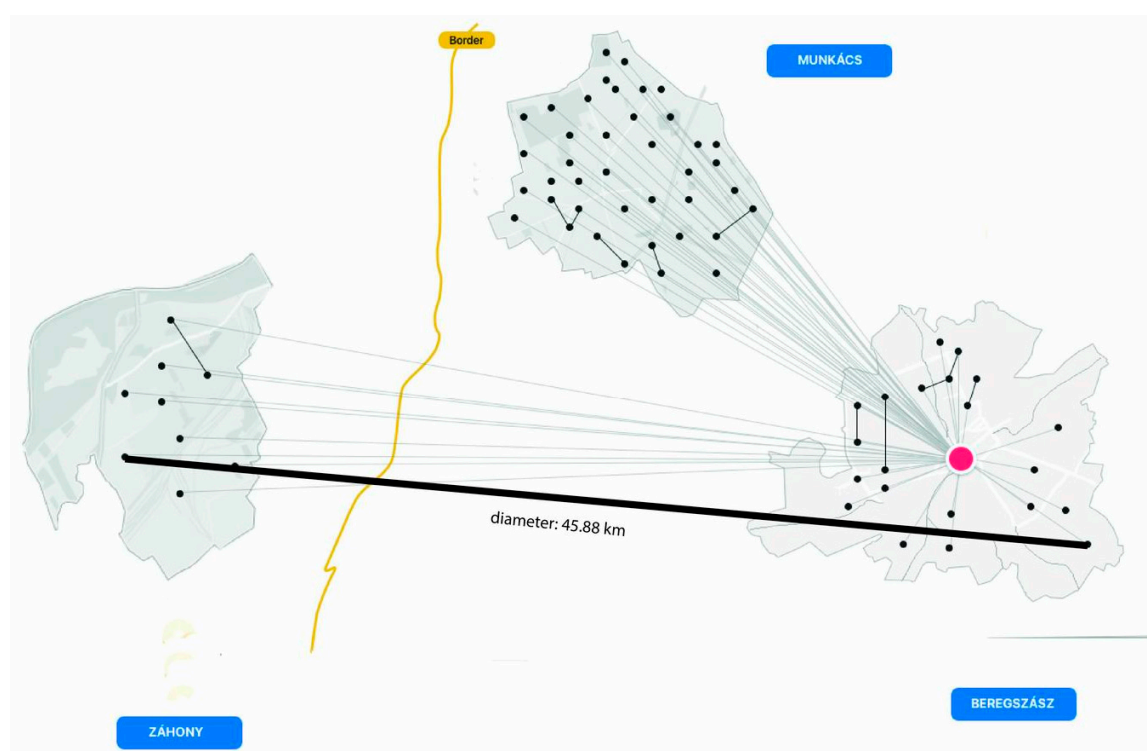 Border
MUNKÁCS
diameter: 45.88 km
BEREGSZÁSZ
ZÁHONY